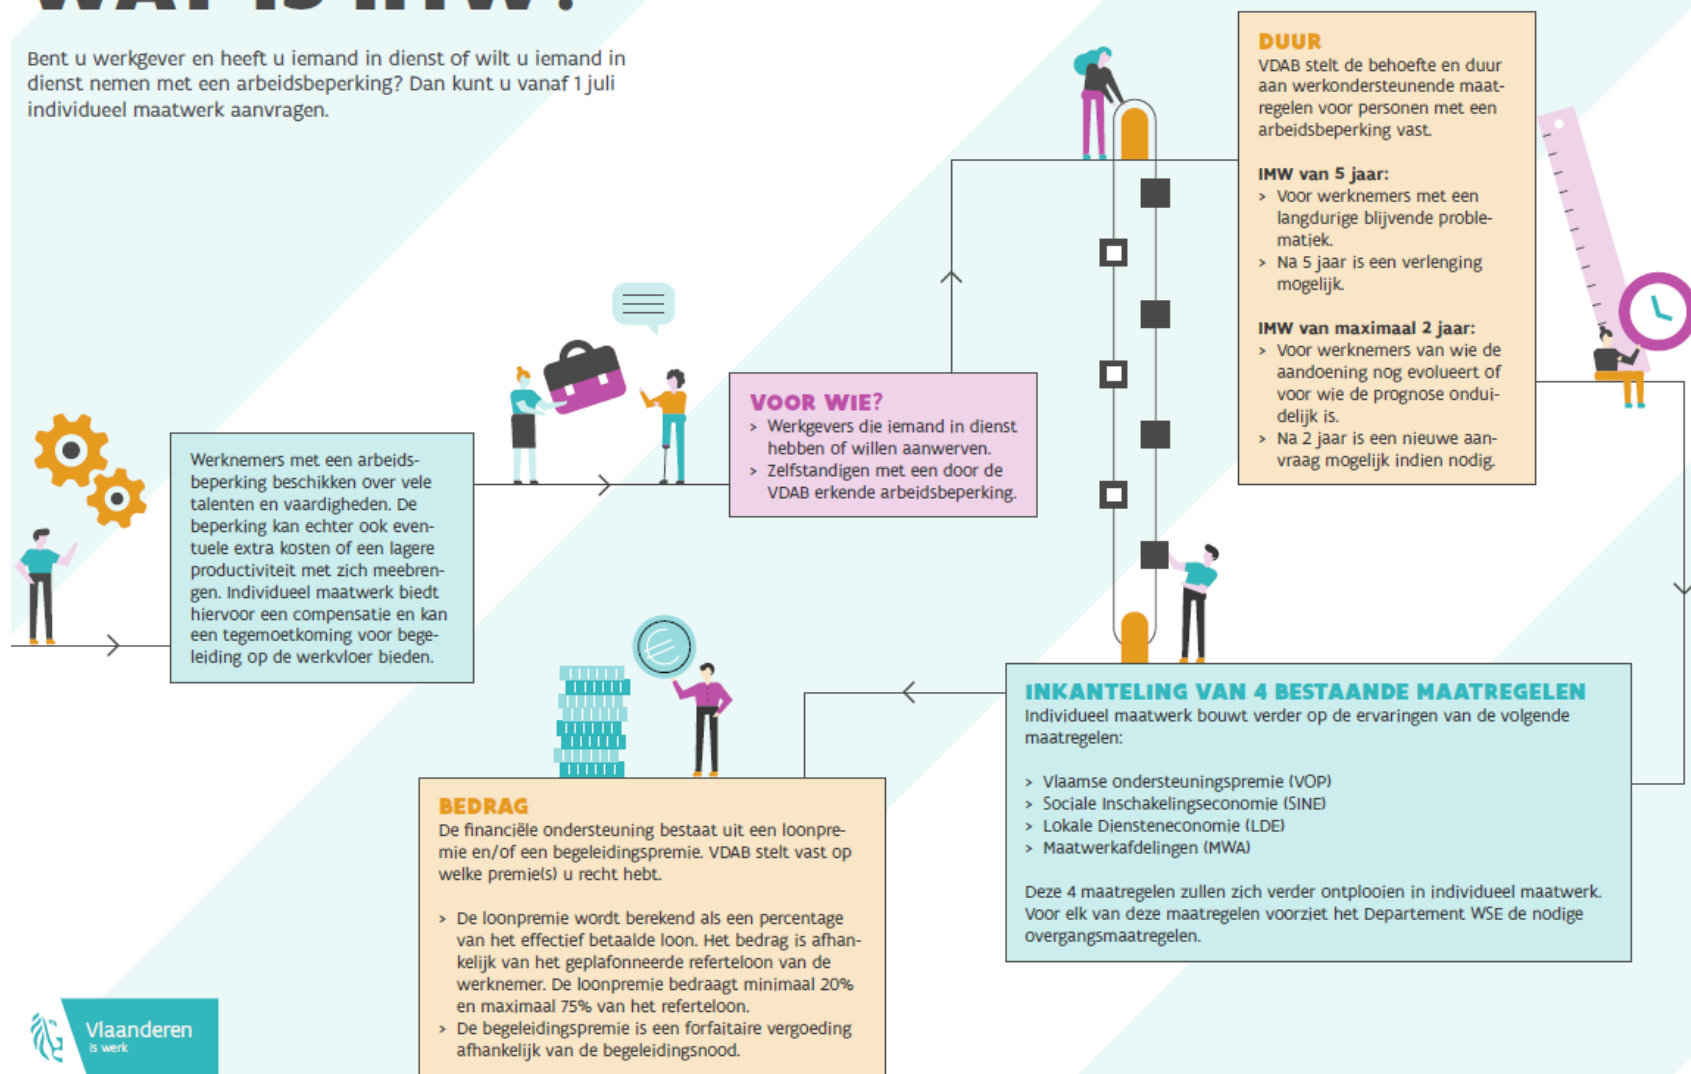 WAT IS IMW?
Bent u werkgever en heeft u iemand in dienst of wilt u iemand in
dienst nemen met een arbeidsbeperking? Dan kunt u vanaf 1 juli
individueel maatwerk aanvragen.
Werknemers met een arbeids-
beperking beschikken over vele
talenten en vaardigheden. De
beperking kan echter ook even-
tuele extra kosten of een lagere
productiviteit met zich meebren-
gen. Individueel maatwerk biedt
hiervoor een compensatie en kan
een tegemoetkoming voor bege-
leiding op de werkvloer bieden.
VOOR WIE?
> Werkgevers die iemand in dienst
hebben of willen aanwerven.
> Zelfstandigen met een door de
VDAB erkende arbeidsbeperking.
DUUR
VDAB stelt de behoefte en duur
aan werkondersteunende maat-
regelen voor personen met een
arbeidsbeperking vast.
IMW van 5 jaar:
> Voor werknemers met een
langdurige blijvende proble-
matiek.
> Na 5 jaar is een verlenging
mogelijk.
IMW van maximaal 2 jaar:
> Voor werknemers van wie de
aandoening nog evolueert of
voor wie de prognose ondui-
delijk is.
> Na 2 jaar is een nieuwe aan-
vraag mogelijk indien nodig.
INKANTELING VAN 4 BESTAANDE MAATREGELEN
Individueel maatwerk bouwt verder op de ervaringen van de volgende
maatregelen:
> Vlaamse ondersteuningspremie (VOP)
> Sociale Inschakelingseconomie (SINE)
> Lokale Diensteneconomie (LDE)
> Maatwerkafdelingen (MWA)
Deze 4 maatregelen zullen zich verder ontplooien in individueel maatwerk.
Voor elk van deze maatregelen voorziet het Departement WSE de nodige
overgangsmaatregelen.
BEDRAG
De financiële ondersteuning bestaat uit een loonpre-
mie en/of een begeleidingspremie. VDAB stelt vast op
welke premie(s) u recht hebt.
> De loonpremie wordt berekend als een percentage
van het effectief betaalde loon. Het bedrag is afhan-
kelijk van het geplafonneerde referteloon van de
werknemer. De loonpremie bedraagt minimaal 20%
en maximaal 75% van het referteloon.
> De begeleidingspremie is een forfaitaire vergoeding
afhankelijk van de begeleidingsnood.
Vlaanderen
is werk